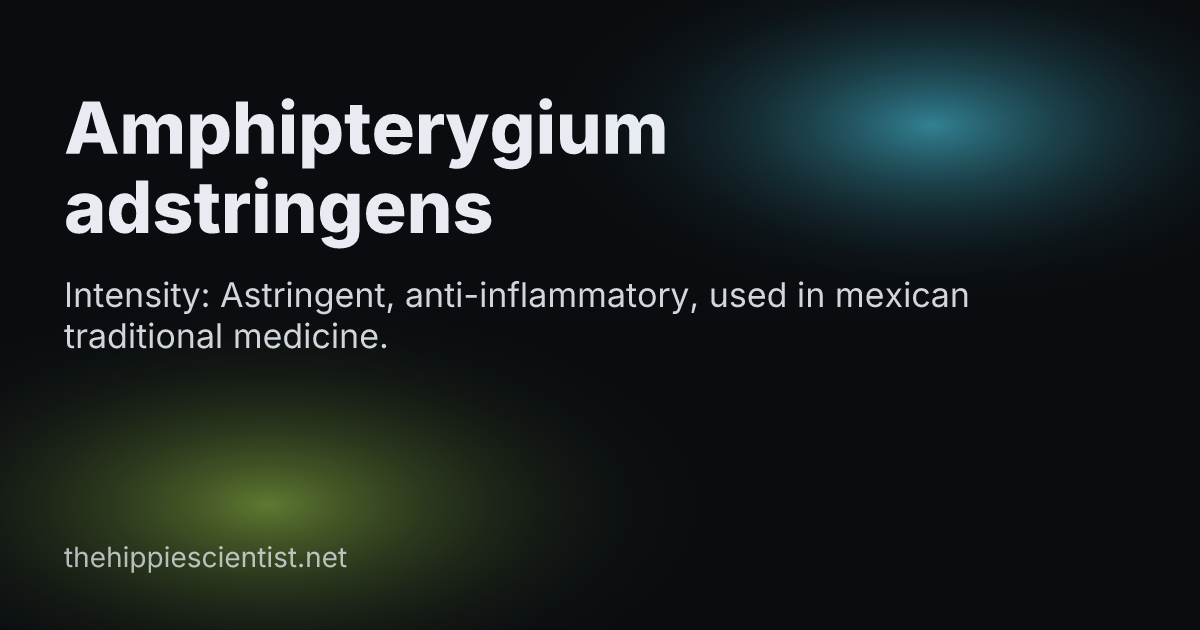 Amphipterygium
adstringens
Intensity: Astringent, anti-inflammatory, used in mexican
traditional medicine.
thehippiescientist.net